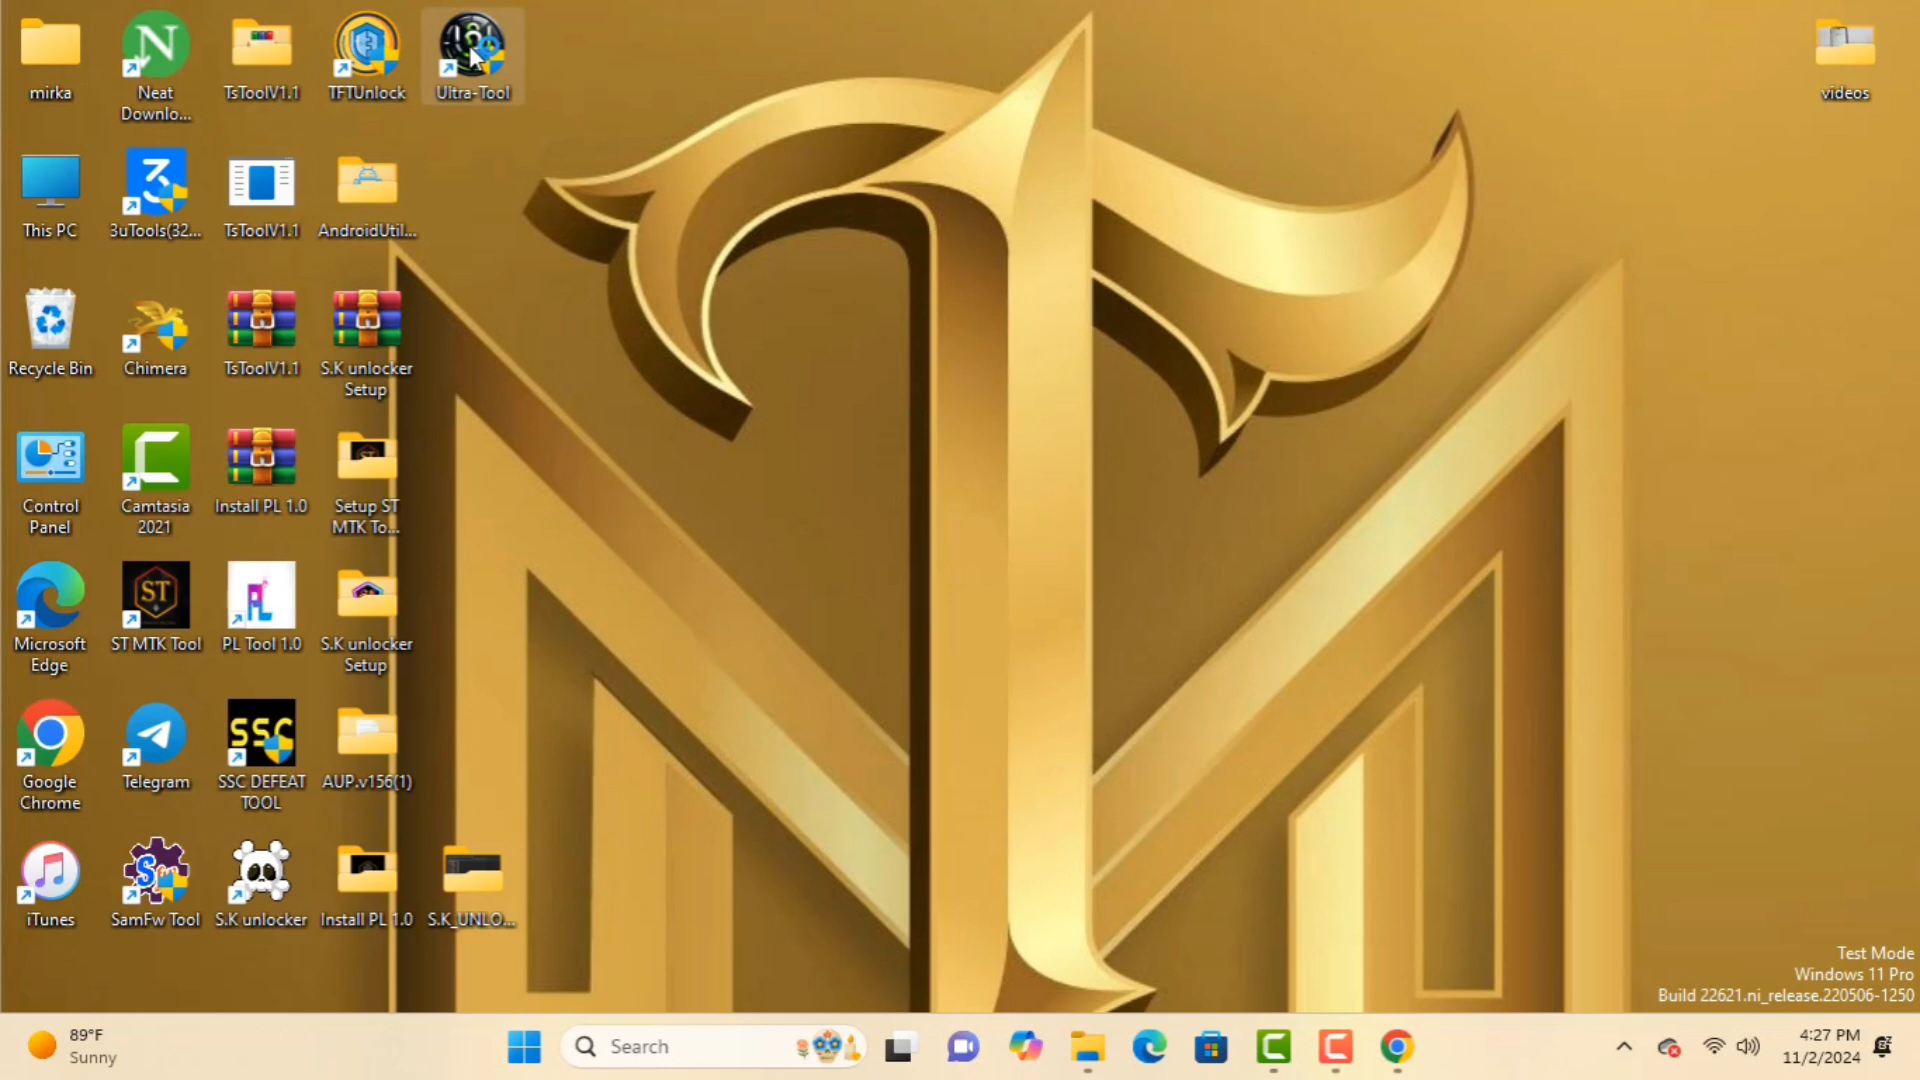 mirka
Neat
Downlo...
TsToolV1.1
TFTUnlock
Ultra-Tool
videos
This PC
3uTools(32...
TsToolV1.1
AndroidUtil...
Recycle Bin
Chimera
TsToolV1.1
S.K unlocker
Setup
Control
Panel
Camtasia
2021
Install PL 1.0
Setup ST
MTK To...
Microsoft
Edge
ST
ST MTK Tool
PL
PL Tool 1.0
S.K unlocker
Setup
Google
Chrome
Telegram
SSC
SSC DEFEAT
TOOL
AUP.v156(1)
iTunes
SamFw Tool
S.K unlocker
Install PL 1.0
S.K_UNLO...
Test Mode
Windows 11 Pro
Build 22621.ni_release.220506-1250
89°F
Sunny
Search
4:27 PM
11/2/2024